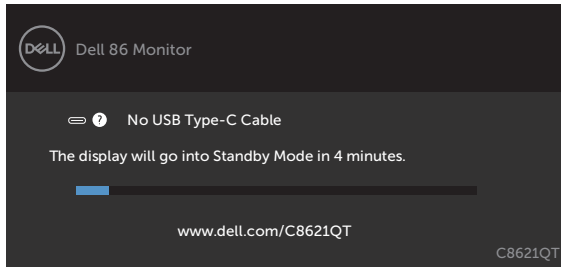 DELL Dell 86 Monitor
? No USB Type-C Cable
The display will go into Standby Mode in 4 minutes.
www.dell.com/C8621QT
C8621QT